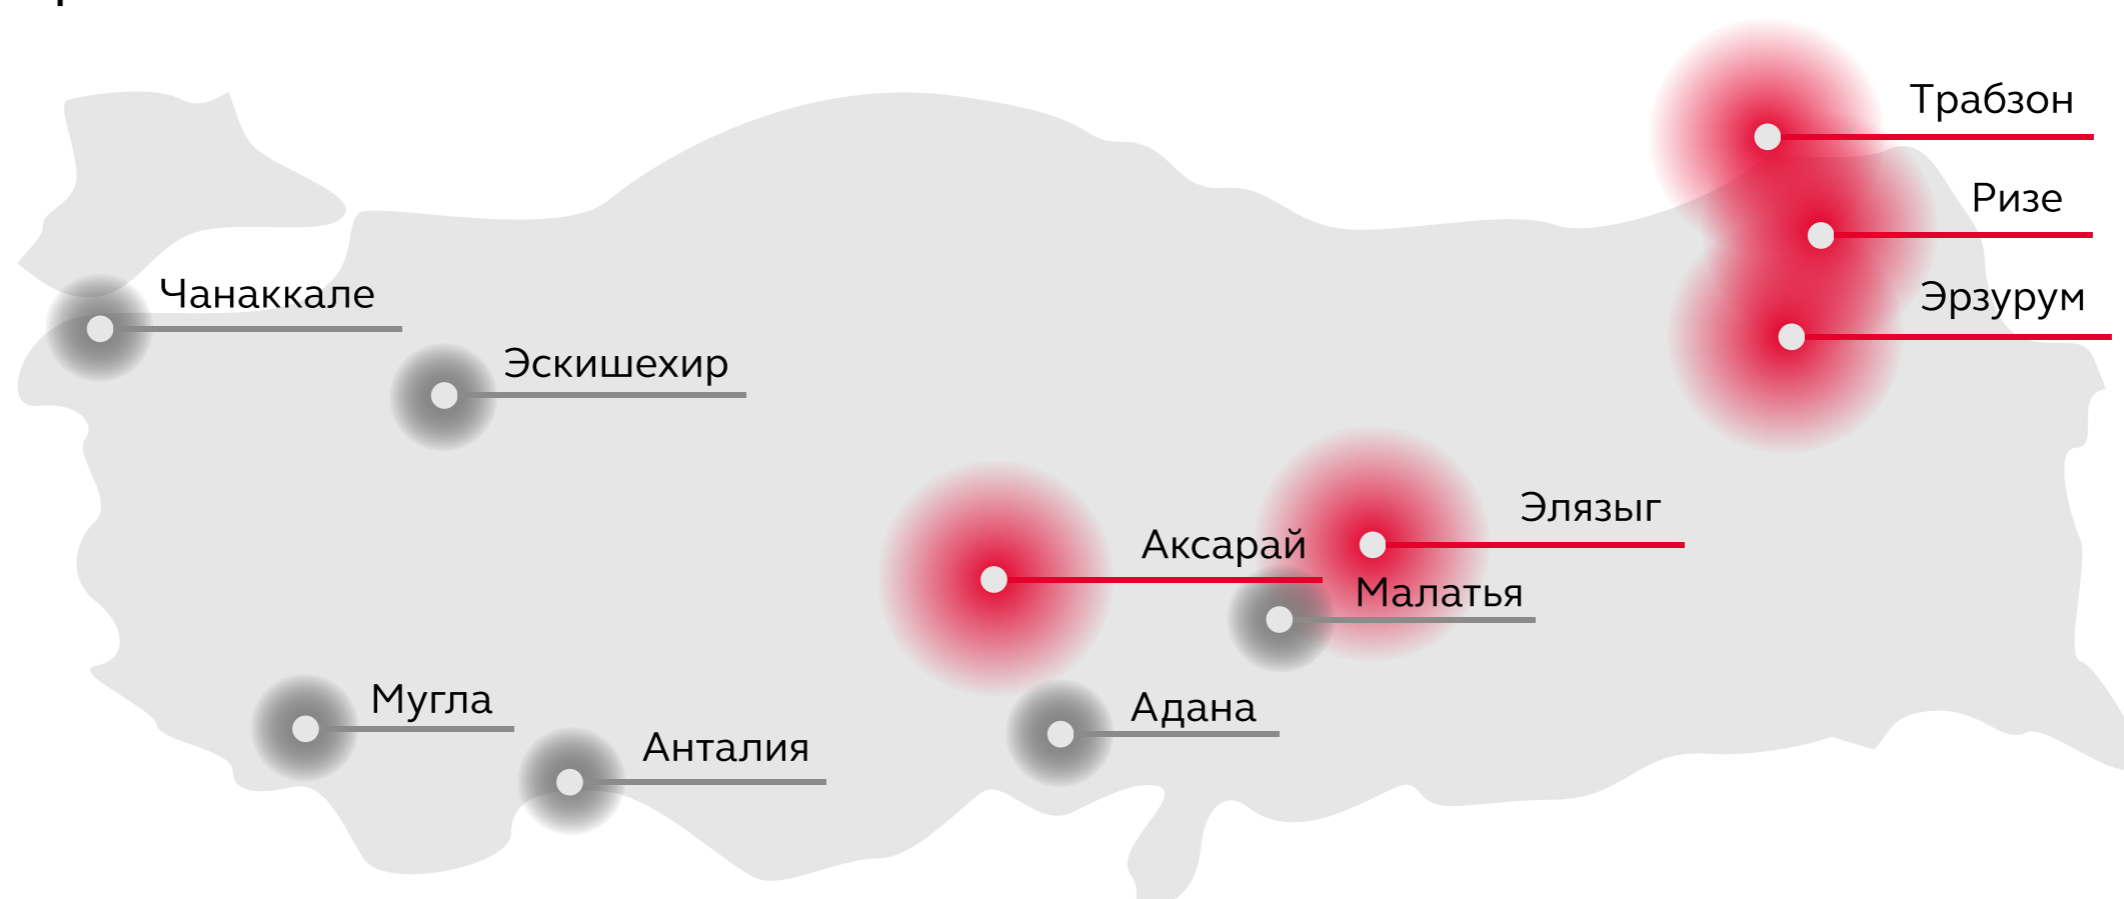 Трабзон
Ризе
Чанаккале
Эрзурум
Эскишехир
Элязыг
Аксарай
Малатья
Мугла
Адана
Анталия